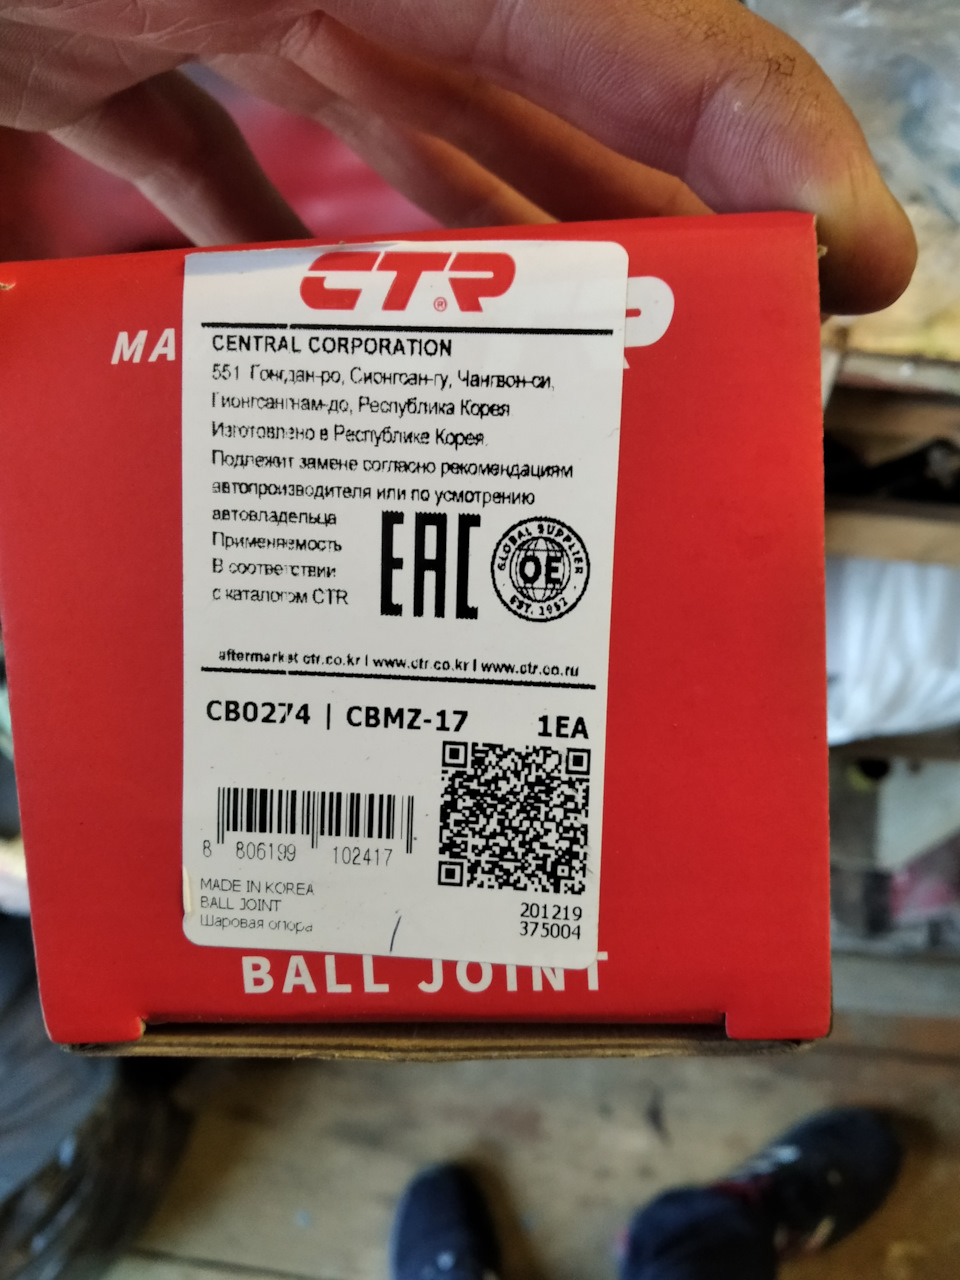 CTR®
MA
R
CENTRAL CORPORATION
551 Гонгдан-ро, Сионгсан-гу, Чангвон-си,
Гионгсангнам-до, Республика Корея
Изготовлено в Республике Корея.
Подлежит замене согласно рекомендациям
автопроизводителя или по усмотрению
автовладельца
Применяемость
В соответствии
с каталогом CTR
EAC
GLOBAL SUPPLIER
OE
EST. 1952
aftermarket ctr.co.kr | www.ctr.co.kr | www.ctr.co.ru
CB0274 | CBMZ-17 1EA
8 806199 102417
MADE IN KOREA
BALL JOINT
Шаровая опора
201219
375004
BALL JOINT